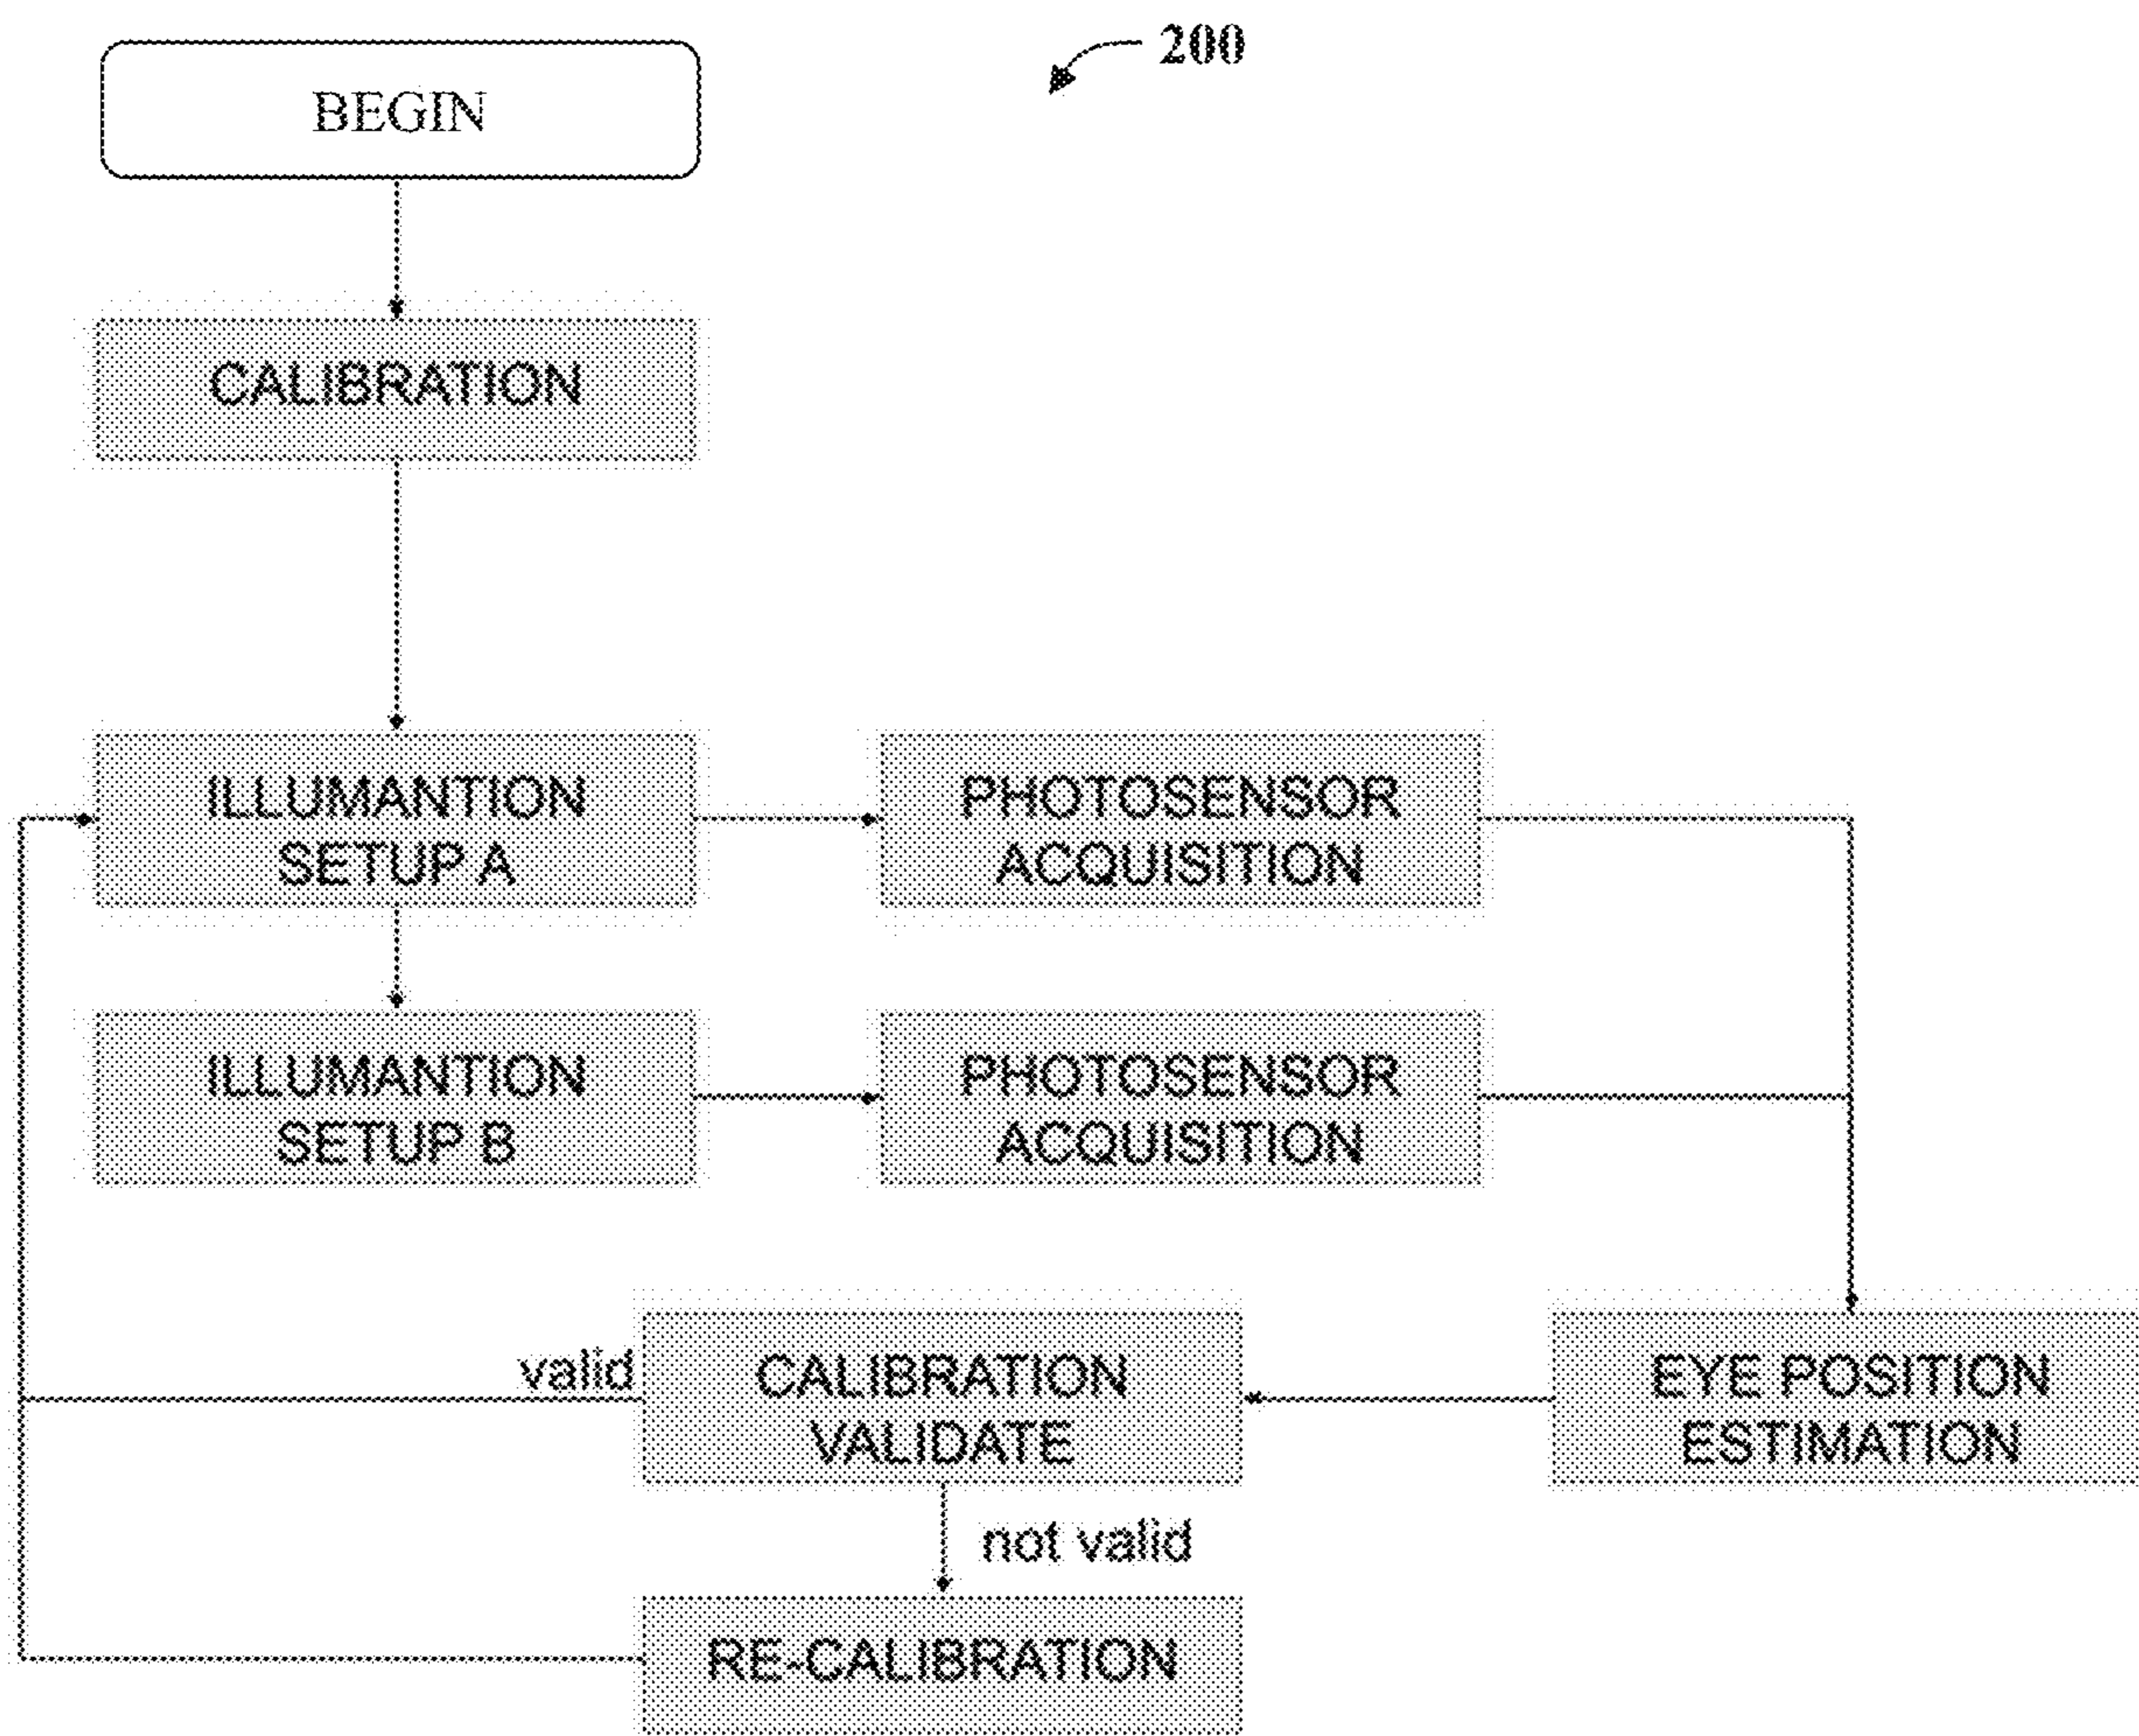 200
BEGIN
CALIBRATION
ILLUMANTION
SETUP A
PHOTOSENSOR
ACQUISITION
ILLUMANTION
SETUP B
PHOTOSENSOR
ACQUISITION
valid
CALIBRATION
VALIDATE
EYE POSITION
ESTIMATION
not valid
RE-CALIBRATION